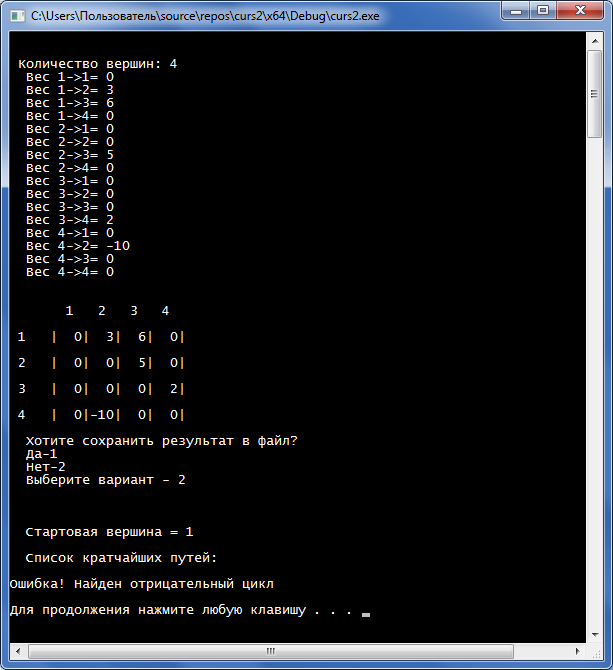 C:\Users\Пользователь\source\repos\curs2\x64\Debug\curs2.exe
Количество вершин: 4
Вес 1->1= 0
Вес 1->2= 3
Вес 1->3= 6
Вес 1->4= 0
Вес 2->1= 0
Вес 2->2= 0
Вес 2->3= 5
Вес 2->4= 0
Вес 3->1= 0
Вес 3->2= 0
Вес 3->3= 0
Вес 3->4= 2
Вес 4->1= 0
Вес 4->2= -10
Вес 4->3= 0
Вес 4->4= 0
1 2 3 4
1 | 0| 3| 6| 0|
2 | 0| 0| 5| 0|
3 | 0| 0| 0| 2|
4 | 0|-10| 0| 0|
Хотите сохранить результат в файл?
Да-1
Нет-2
Выберите вариант - 2
Стартовая вершина = 1
Список кратчайших путей:
Ошибка! Найден отрицательный цикл
Для продолжения нажмите любую клавишу . . .